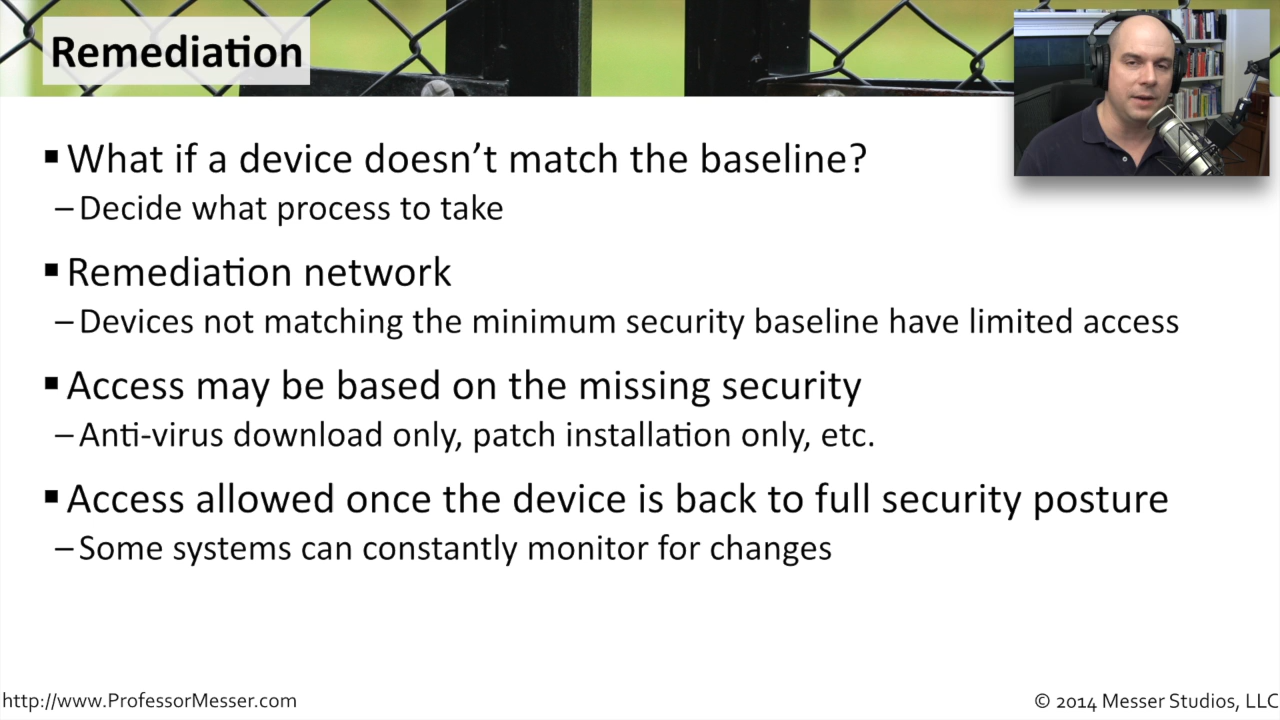 Remediation
▪ What if a device doesn't match the baseline?
– Decide what process to take
▪ Remediation network
– Devices not matching the minimum security baseline have limited access
▪ Access may be based on the missing security
– Anti-virus download only, patch installation only, etc.
▪ Access allowed once the device is back to full security posture
– Some systems can constantly monitor for changes
http://www.ProfessorMesser.com
© 2014 Messer Studios, LLC